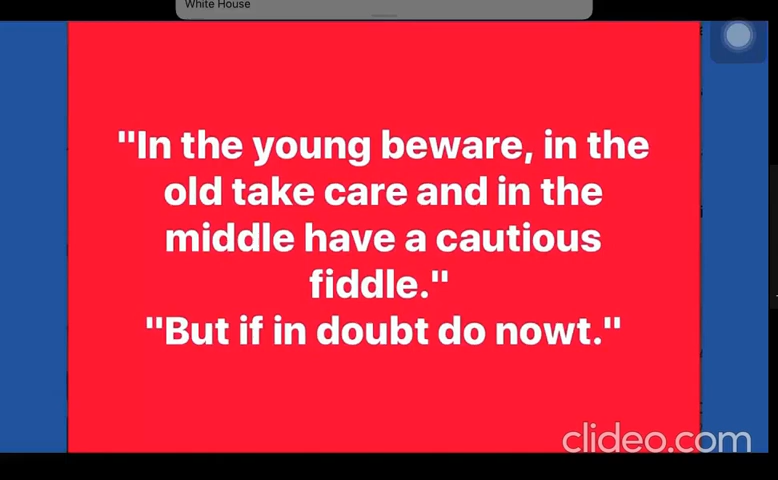 White House
"In the young beware, in the
old take care and in the
middle have a cautious
fiddle."
"But if in doubt do nowt."
clideo.com